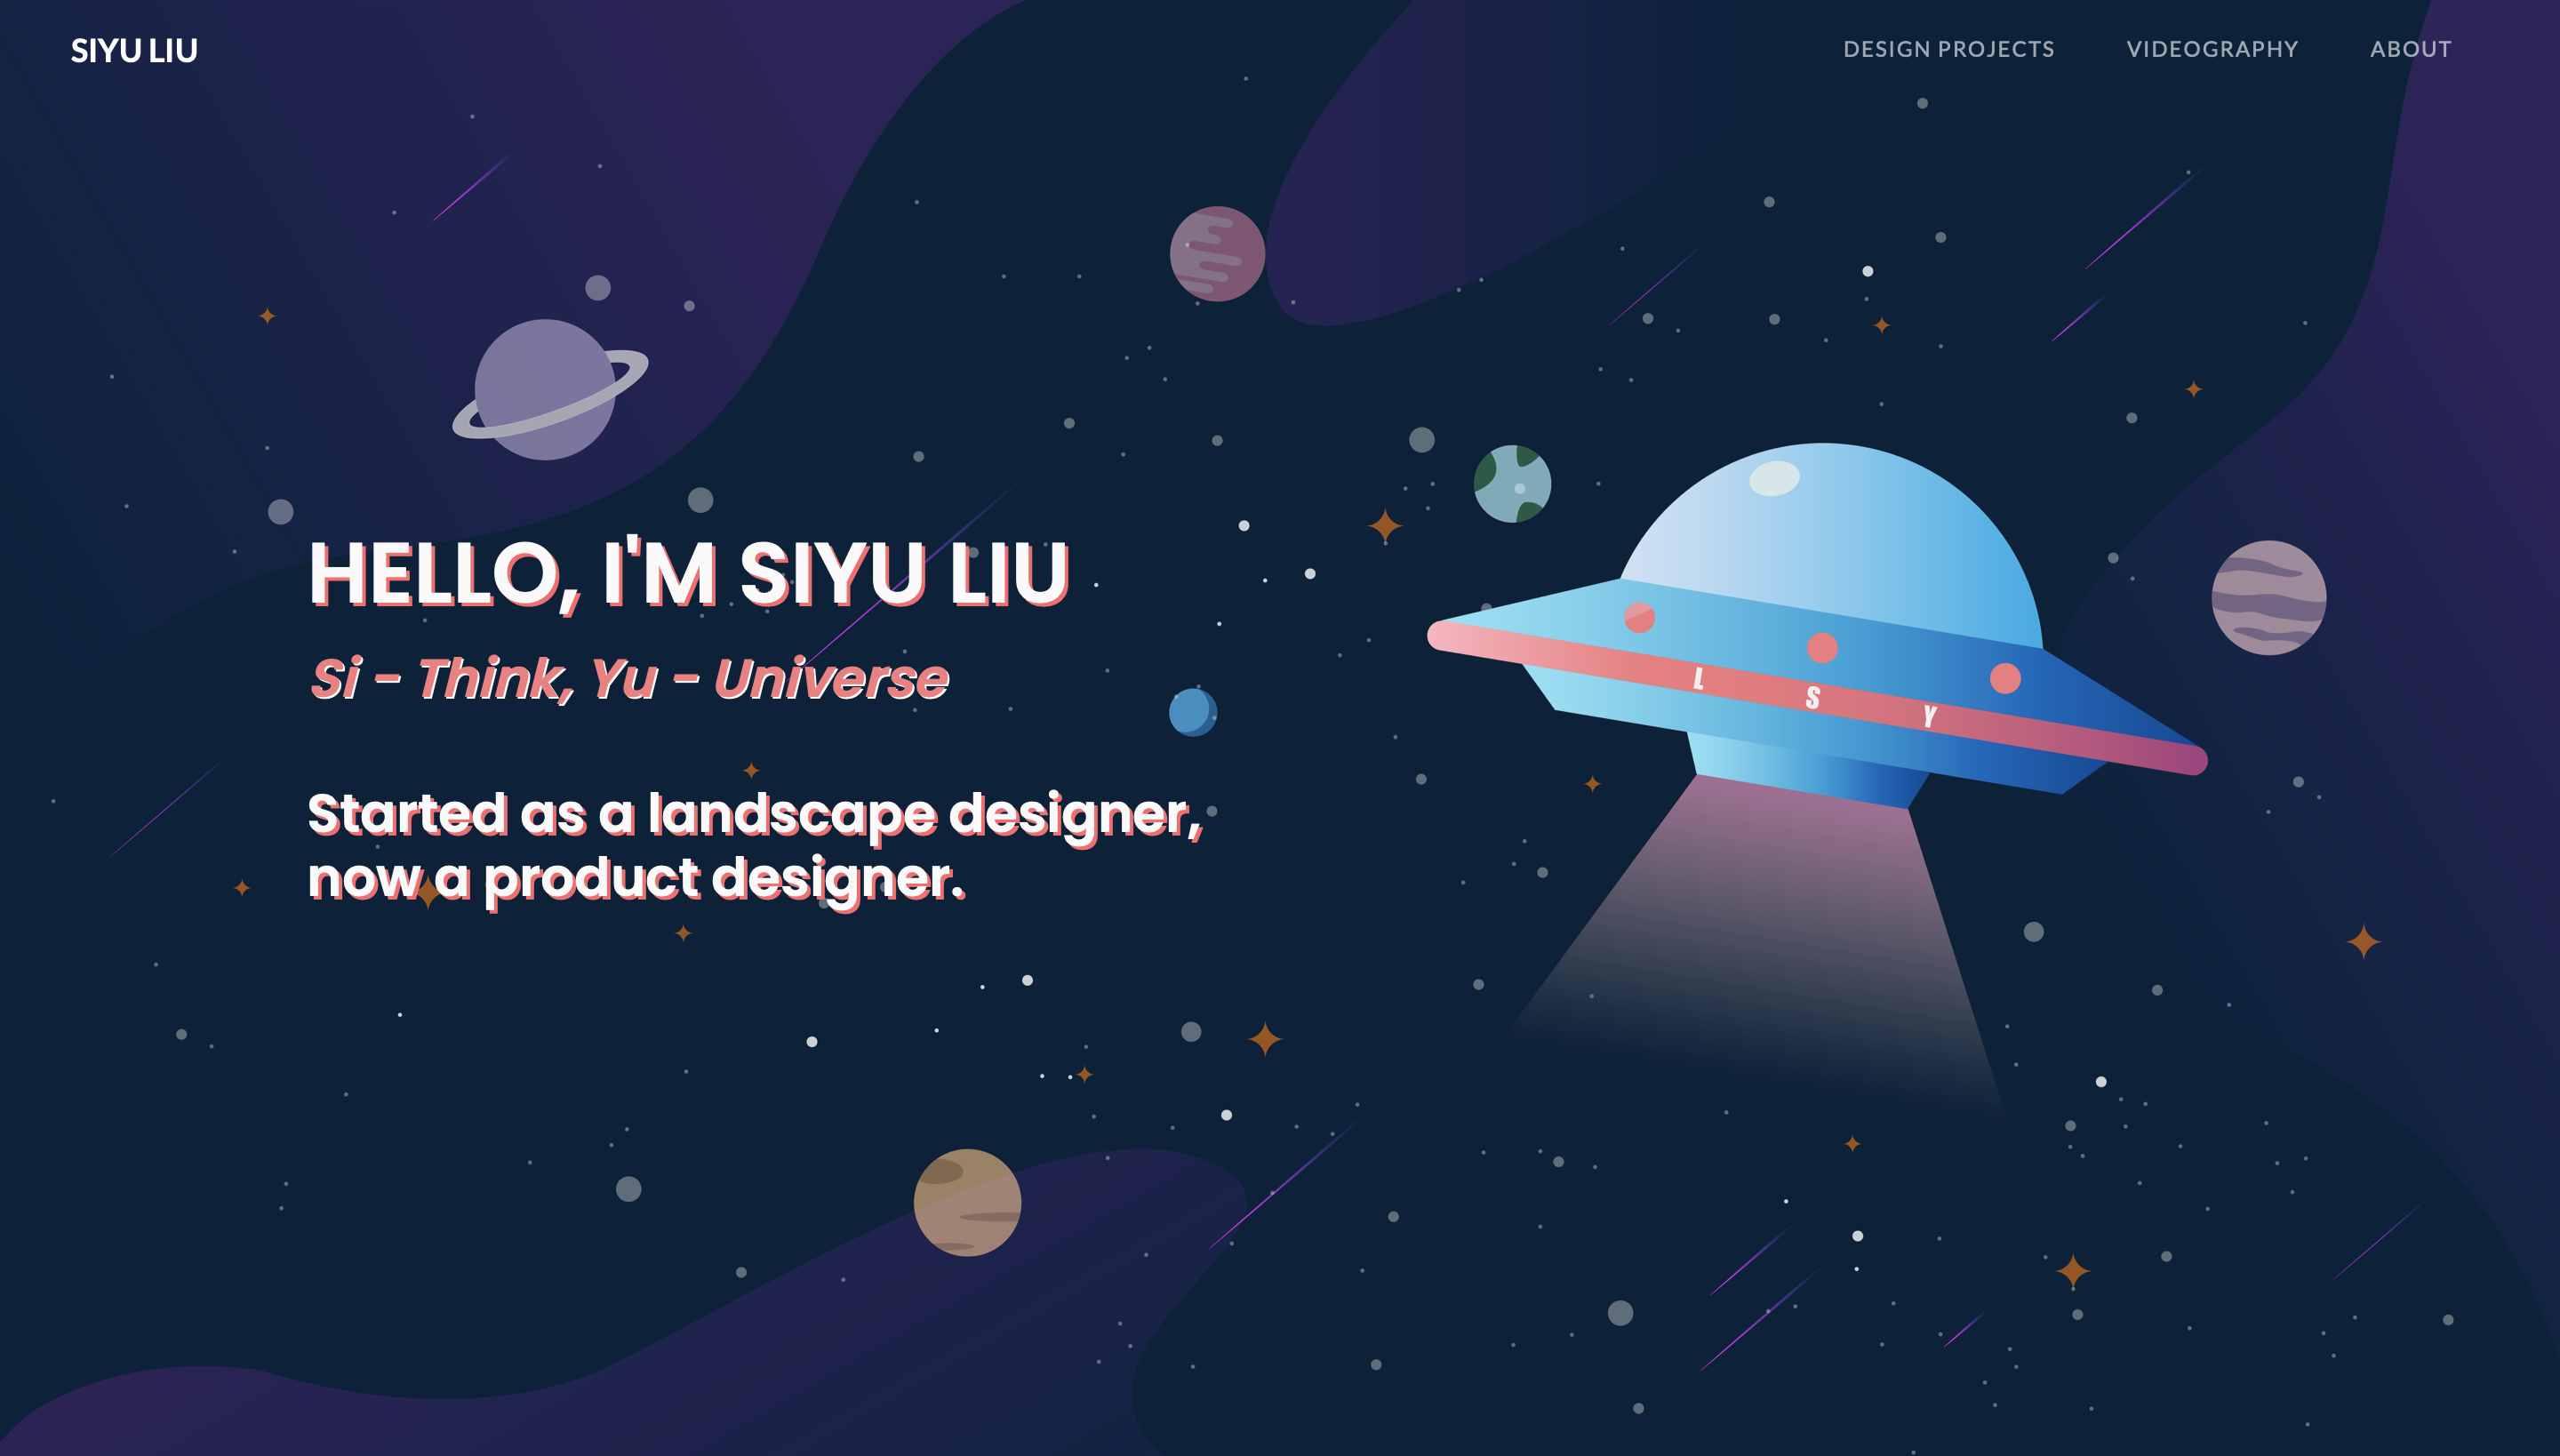 SIYU LIU
DESIGN PROJECTS VIDEOGRAPHY ABOUT
HELLO, I'M SIYU LIU
Si - Think, Yu - Universe
Started as a landscape designer,
now a product designer.
L S Y